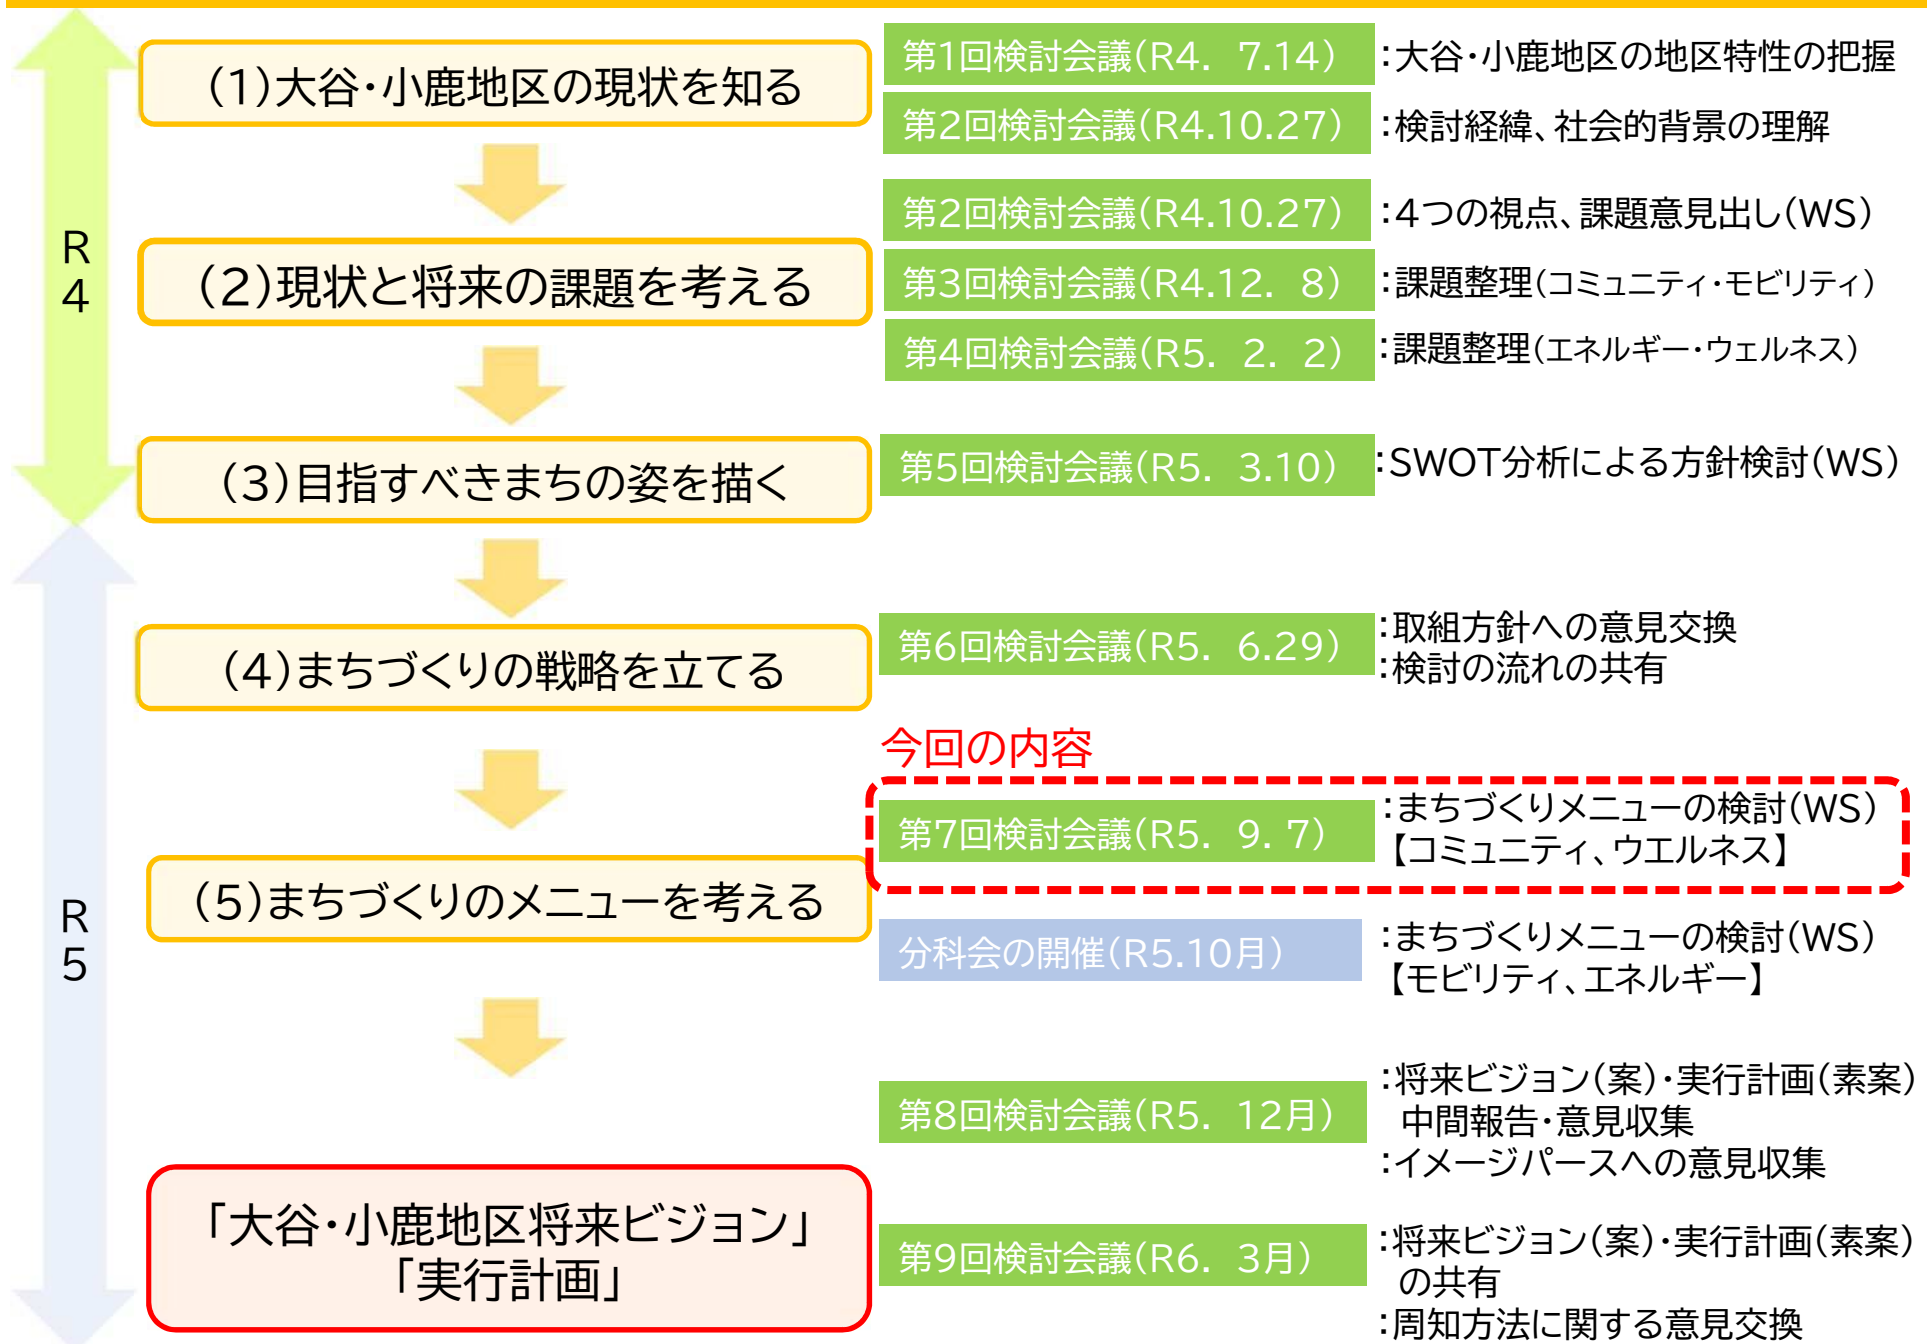 R
4
(1)大谷・小鹿地区の現状を知る
第1回検討会議(R4. 7.14)
:大谷・小鹿地区の地区特性の把握
第2回検討会議(R4.10.27)
:検討経緯、社会的背景の理解
(2)現状と将来の課題を考える
第2回検討会議(R4.10.27)
:4つの視点、課題意見出し(WS)
第3回検討会議(R4.12. 8)
:課題整理(コミュニティ・モビリティ)
第4回検討会議(R5. 2. 2)
:課題整理(エネルギー・ウェルネス)
(3)目指すべきまちの姿を描く
第5回検討会議(R5. 3.10)
:SWOT分析による方針検討(WS)
R
5
(4)まちづくりの戦略を立てる
第6回検討会議(R5. 6.29)
:取組方針への意見交換
:検討の流れの共有
今回の内容
(5)まちづくりのメニューを考える
第7回検討会議(R5. 9. 7)
:まちづくりメニューの検討(WS)
【コミュニティ、ウエルネス】
分科会の開催(R5.10月)
:まちづくりメニューの検討(WS)
【モビリティ、エネルギー】
第8回検討会議(R5. 12月)
:将来ビジョン(案)・実行計画(素案)
中間報告・意見収集
:イメージパースへの意見収集
「大谷・小鹿地区将来ビジョン」
「実行計画」
第9回検討会議(R6. 3月)
:将来ビジョン(案)・実行計画(素案)
の共有
:周知方法に関する意見交換